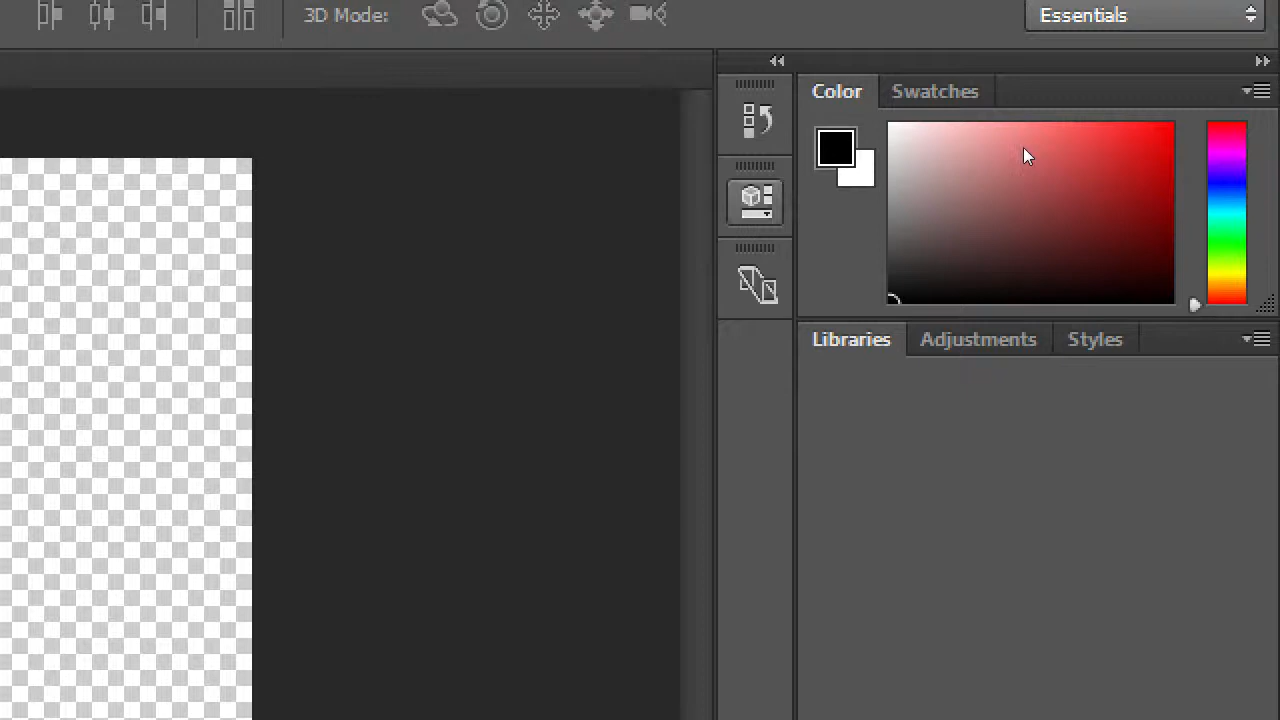 3D Mode:
Essentials
Color
Swatches
Libraries
Adjustments
Styles